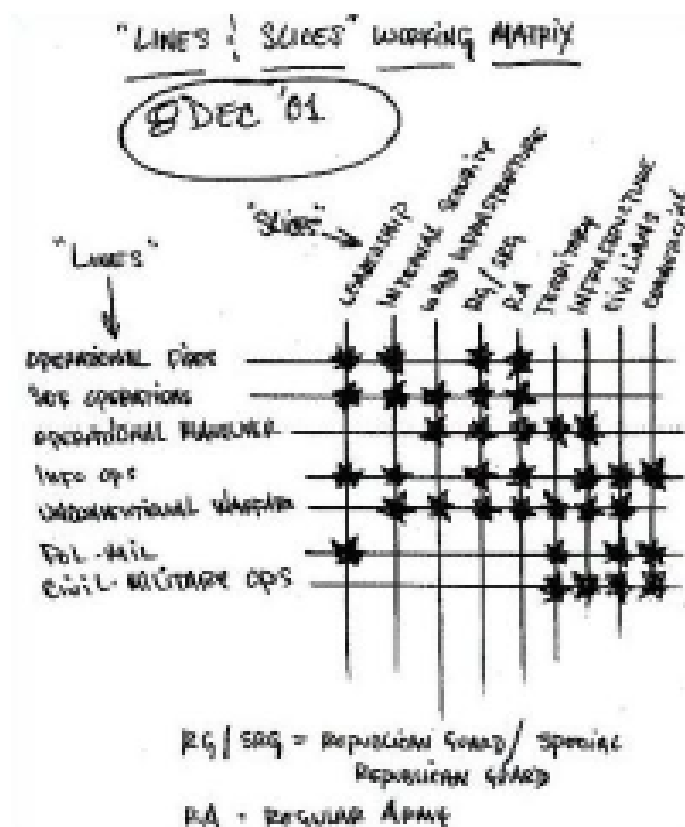 "LINES & SLICES" WORKING MATRIX
8 DEC '01
"SLICES"
"LINES"
LEADERSHIP
INTERNAL SECURITY
WMD INFRASTRUCTURE
RG/SRG
RA
TERRITORY
INFRASTRUCTURE
CIVILIANS
COMMERCIAL
OPERATIONAL FIRES
SOF OPERATIONS
OPERATIONAL MANEUVER
INFO OPS
UNCONVENTIONAL WARFARE
POL-MIL
CIVIL-MILITARY OPS
RG/SRG = REPUBLICAN GUARD/SPECIAL
REPUBLICAN GUARD
RA = REGULAR ARMY